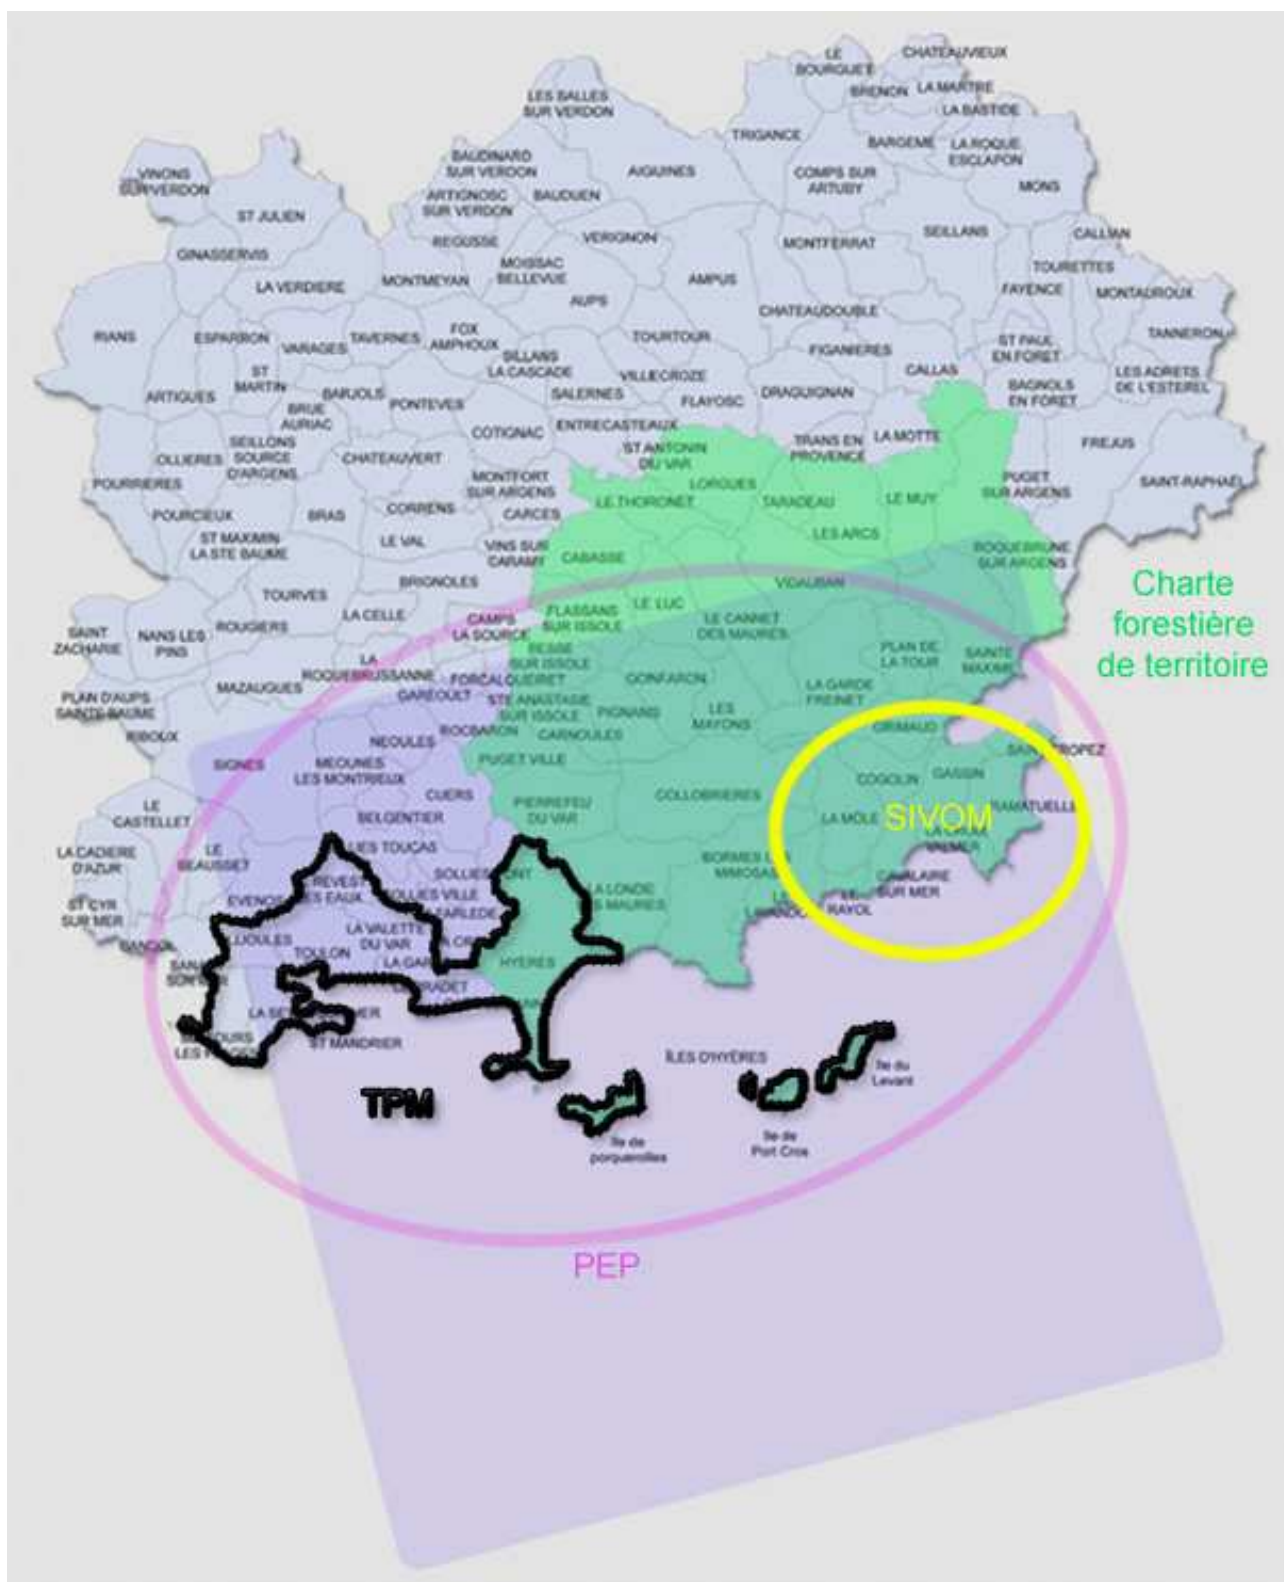 LE
BOURGUET
CHATEAUVIEUX
BRENON
LA MARTRE
LES SALLES
SUR VERDON
LA BASTIDE
TRIGANCE
BARGEME
LA ROQUE
ESCLAPON
BAUDINARD
SUR VERDON
AIGUINES
COMPS SUR
ARTUBY
MONS
VINONS
SUR VERDON
ARTIGNOSC
SUR VERDON
BAUDUEN
ST JULIEN
REGUSSE
VERIGNON
MONTFERRAT
SEILLANS
CALLIAN
GINASSERVIS
MOISSAC
BELLEVUE
TOURETTES
LA VERDIERE
MONTMEYAN
AMPUS
FAYENCE
MONTAUROUX
AUPS
CHATEAUDOUBLE
RIANS
ESPARRON
VARAGES
TAVERNES
FOX
AMPHOUX
TOURTOUR
FIGANIERES
ST PAUL
EN FORET
TANNERON
SILLANS
LA CASCADE
ST
MARTIN
VILLECROZE
CALLAS
LES ADRETS
DE L'ESTEREL
ARTIGUES
BARJOLS
PONTEVES
SALERNES
FLAYOSC
DRAGUIGNAN
BAGNOLS
EN FORET
BRUE
AURIAC
COTIGNAC
ENTRECASTEAUX
LA MOTTE
FREJUS
OLLIERES
SEILLONS
SOURCE
D'ARGENS
CHATEAUVERT
ST ANTONIN
DU VAR
TRANS EN
PROVENCE
POURRIERES
MONTFORT
SUR ARGENS
LORGUES
PUGET
SUR ARGENS
SAINT-RAPHAEL
LE THORONET
TARADEAU
LE MUY
POURCIEUX
BRAS
CORRENS
CARCES
LES ARCS
ST MAXIMIN
LA STE BAUME
LE VAL
VINS SUR
CARAMY
CABASSE
ROQUEBRUNE
SUR ARGENS
BRIGNOLES
VIDAUBAN
TOURVES
LA CELLE
CAMPS
LA SOURCE
FLASSANS
SUR ISSOLE
LE LUC
LE CANNET
DES MAURES
Charte
forestière
de territoire
SAINT
ZACHARIE
NANS LES
PINS
ROUGIERS
LA
ROQUEBRUSSANNE
BESSE
SUR ISSOLE
PLAN DE
LA TOUR
SAINTE
MAXIME
MAZAUGUES
GAREOULT
FORCALQUEIRET
GONFARON
LA GARDE
FREINET
PLAN D'AUPS
SAINTE BAUME
STE ANASTASIE
SUR ISSOLE
PIGNANS
LES
MAYONS
RIBOUX
NEOULES
ROCBARON
CARNOULES
GRIMAUD
SIGNES
MEOUNES
LES MONTRIEUX
PUGET VILLE
COGOLIN
GASSIN
CUERS
COLLOBRIERES
LE
CASTELLET
PIERREFEU
DU VAR
BELGENTIER
LA MOLE
SIVOM
RAMATUELLE
LA CADIERE
D'AZUR
LE
BEAUSSET
BORMES LES
MIMOSAS
CAVALAIRE
SUR MER
ST CYR
SUR MER
EVENOS
LA LONDE
LE
RAYOL
LA VALETTE
DU VAR
TOULON
HYERES
ST MANDRIER
ÎLES D'HYÈRES
Ile du
Levant
TPM
Ile de
porquerolles
Ile de
Port Cros
PEP